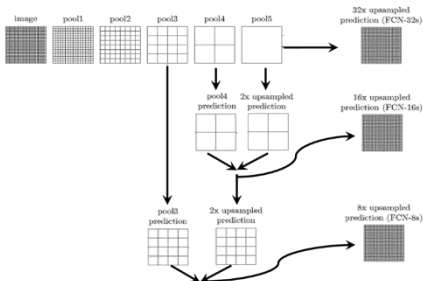 image
pool1
pool2
pool3
pool4
pool5
32x upsampled
prediction (FCN-32s)
pool4
prediction
2x upsampled
prediction
16x upsampled
prediction (FCN-16s)
pool3
prediction
2x upsampled
prediction
8x upsampled
prediction (FCN-8s)